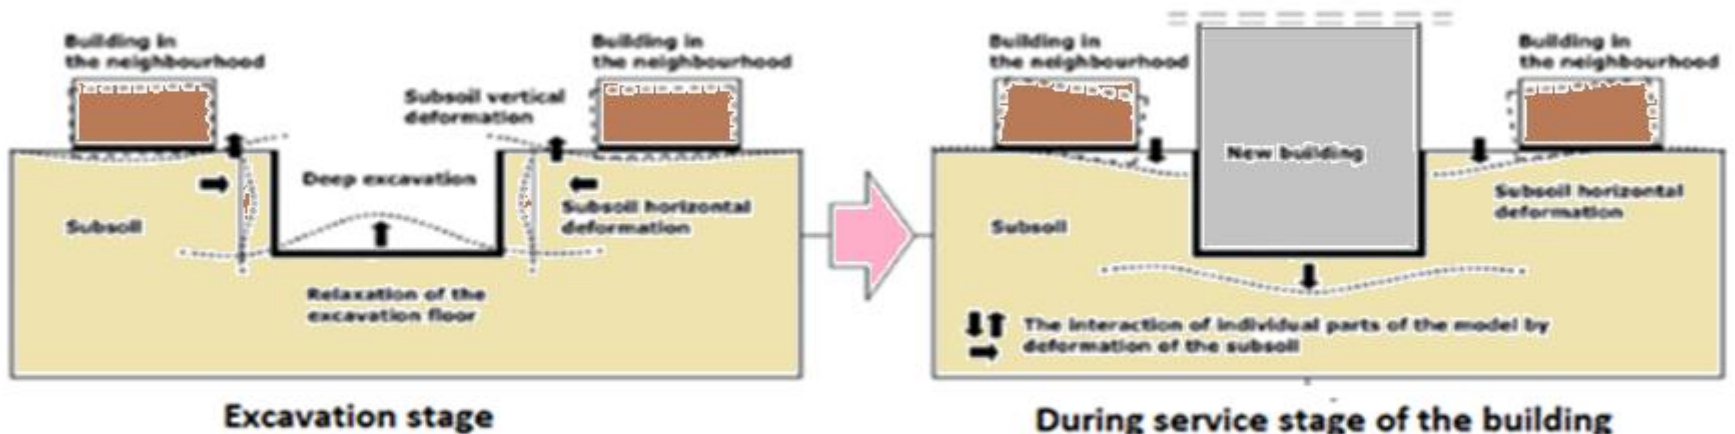 Building in
the neighbourhood
Subsoil vertical
deformation
Building in
the neighbourhood
Deep excavation
Subsoil
Subsoil horizontal
deformation
Relaxation of the
excavation floor
Excavation stage
Building in
the neighbourhood
Building in
the neighbourhood
New building
Subsoil
Subsoil horizontal
deformation
The interaction of individual parts of the model by
deformation of the subsoil
During service stage of the building